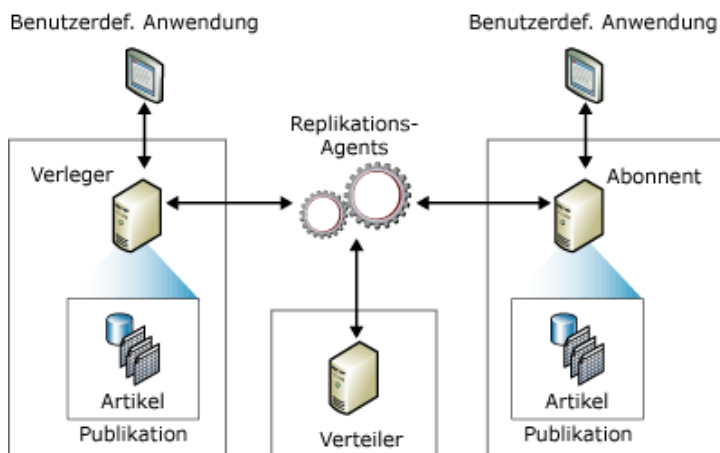 Benutzerdef. Anwendung
Benutzerdef. Anwendung
Replikations-
Agents
Verleger
Abonnent
Artikel
Publikation
Verteiler
Artikel
Publikation